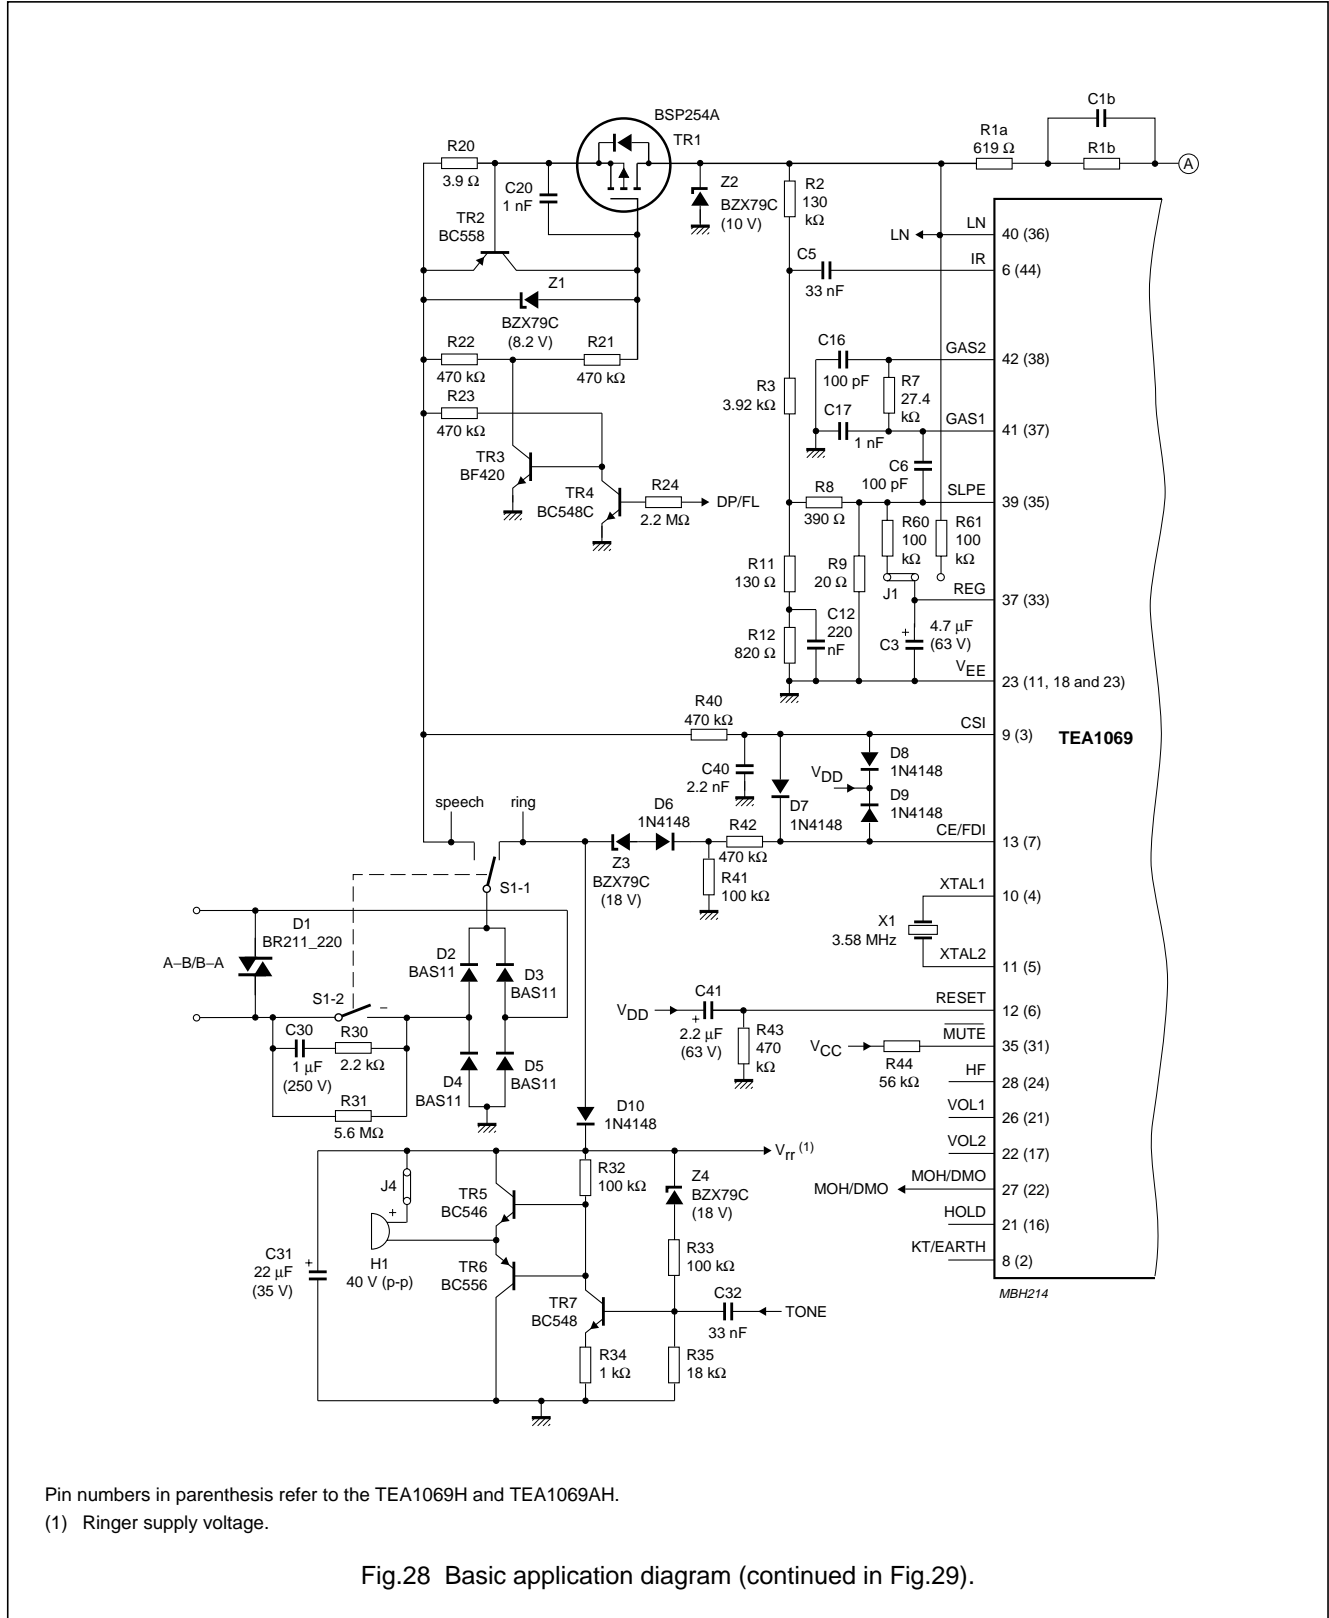 BSP254A
TR1
C1b
R1a
619 Ω
R1b
A
R20
3.9 Ω
C20
1 nF
Z2
BZX79C
(10 V)
R2
130
kΩ
TR2
BC558
LN
LN
40 (36)
C5
33 nF
IR
6 (44)
Z1
BZX79C
(8.2 V)
R22
470 kΩ
R21
470 kΩ
C16
100 pF
GAS2
42 (38)
R3
3.92 kΩ
R7
27.4
kΩ
R23
470 kΩ
C17
1 nF
GAS1
41 (37)
TR3
BF420
C6
100 pF
TR4
BC548C
R24
2.2 MΩ
DP/FL
R8
390 Ω
SLPE
39 (35)
R60
100
kΩ
R61
100
kΩ
R11
130 Ω
R9
20 Ω
J1
REG
37 (33)
R12
820 Ω
C12
220
nF
+
C3
4.7 μF
(63 V)
VEE
23 (11, 18 and 23)
R40
470 kΩ
CSI
9 (3)
TEA1069
C40
2.2 nF
VDD
D8
1N4148
D9
1N4148
D7
1N4148
speech
ring
D6
1N4148
R42
470 kΩ
CE/FDI
13 (7)
Z3
BZX79C
(18 V)
R41
100 kΩ
S1-1
XTAL1
10 (4)
X1
3.58 MHz
XTAL2
11 (5)
D1
BR211_220
A–B/B–A
D2
BAS11
D3
BAS11
S1-2
–
VDD
C41
+
2.2 μF
(63 V)
R43
470
kΩ
RESET
12 (6)
C30
1 μF
(250 V)
R30
2.2 kΩ
MUTE
35 (31)
VCC
R44
56 kΩ
D4
BAS11
D5
BAS11
HF
28 (24)
R31
5.6 MΩ
D10
1N4148
VOL1
26 (21)
Vrr (1)
VOL2
22 (17)
J4
TR5
BC546
R32
100 kΩ
Z4
BZX79C
(18 V)
MOH/DMO
MOH/DMO
27 (22)
+
HOLD
21 (16)
C31
22 μF
(35 V)
+
H1
40 V (p-p)
TR6
BC556
R33
100 kΩ
KT/EARTH
8 (2)
MBH214
TR7
BC548
C32
33 nF
TONE
R34
1 kΩ
R35
18 kΩ
Pin numbers in parenthesis refer to the TEA1069H and TEA1069AH.
(1) Ringer supply voltage.
Fig.28 Basic application diagram (continued in Fig.29).